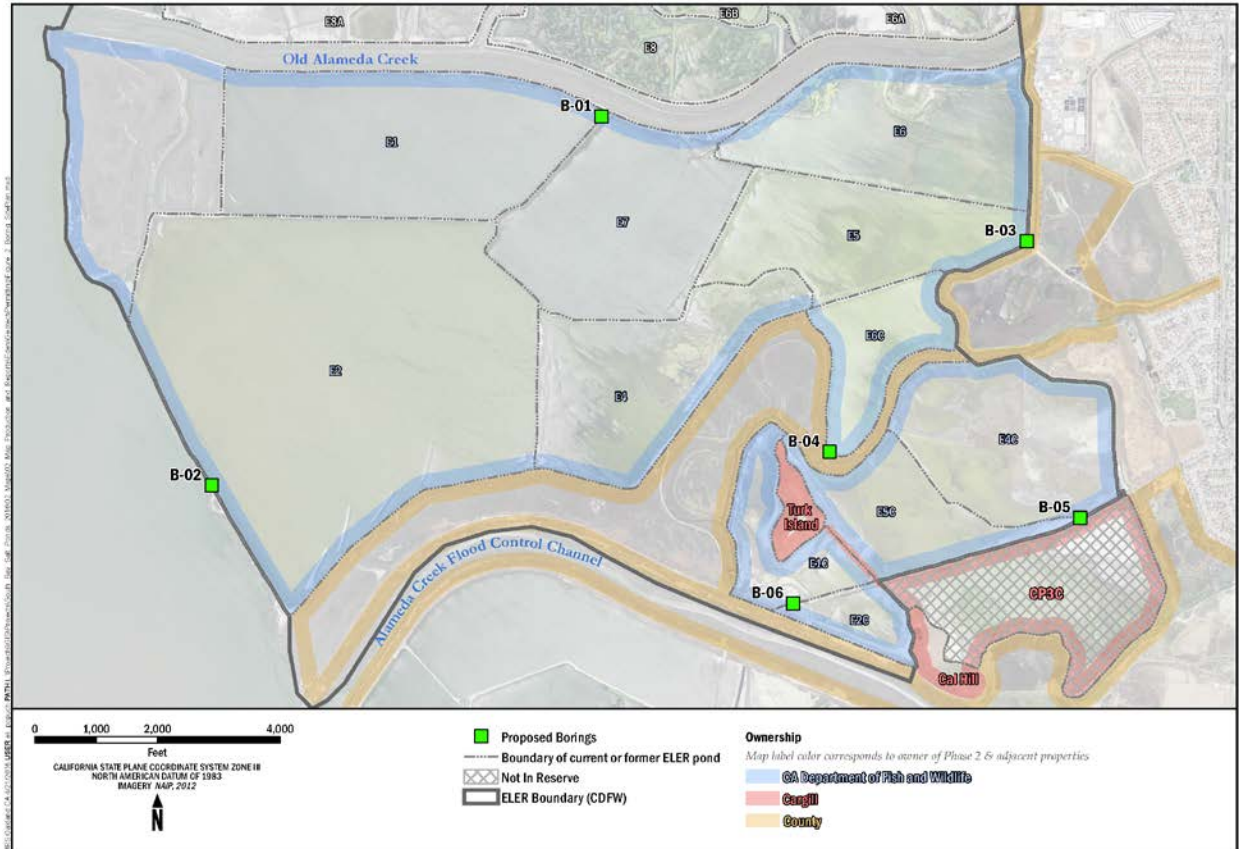 E8A
E6B
E6A
E8
Old Alameda Creek
B-01
E1
E6
E7
E5
B-03
E6C
E2
E4
E4C
B-04
B-02
Turk
Island
E5C
B-05
Alameda Creek Flood Control Channel
E1C
CP3C
B-06
E2C
Cal Hill
0 1,000 2,000 4,000
Feet
CALIFORNIA STATE PLANE COORDINATE SYSTEM ZONE III
NORTH AMERICAN DATUM OF 1983
IMAGERY NAIP, 2012
N
Proposed Borings
Boundary of current or former ELER pond
Not In Reserve
ELER Boundary (CDFW)
Ownership
Map label color corresponds to owner of Phase 2 & adjacent properties
CA Department of Fish and Wildlife
Cargill
County